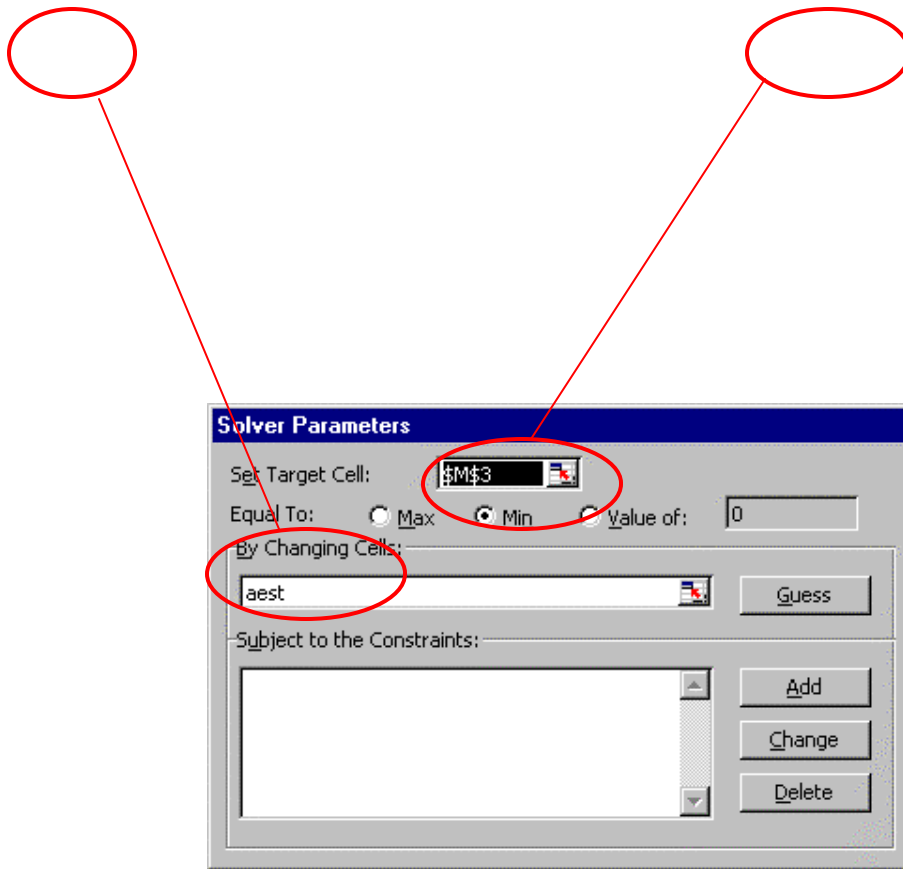 Solver Parameters
Set Target Cell: $M$3
Equal To: Max Min Value of: 0
By Changing Cells:
aest Guess
Subject to the Constraints:
Add
Change
Delete